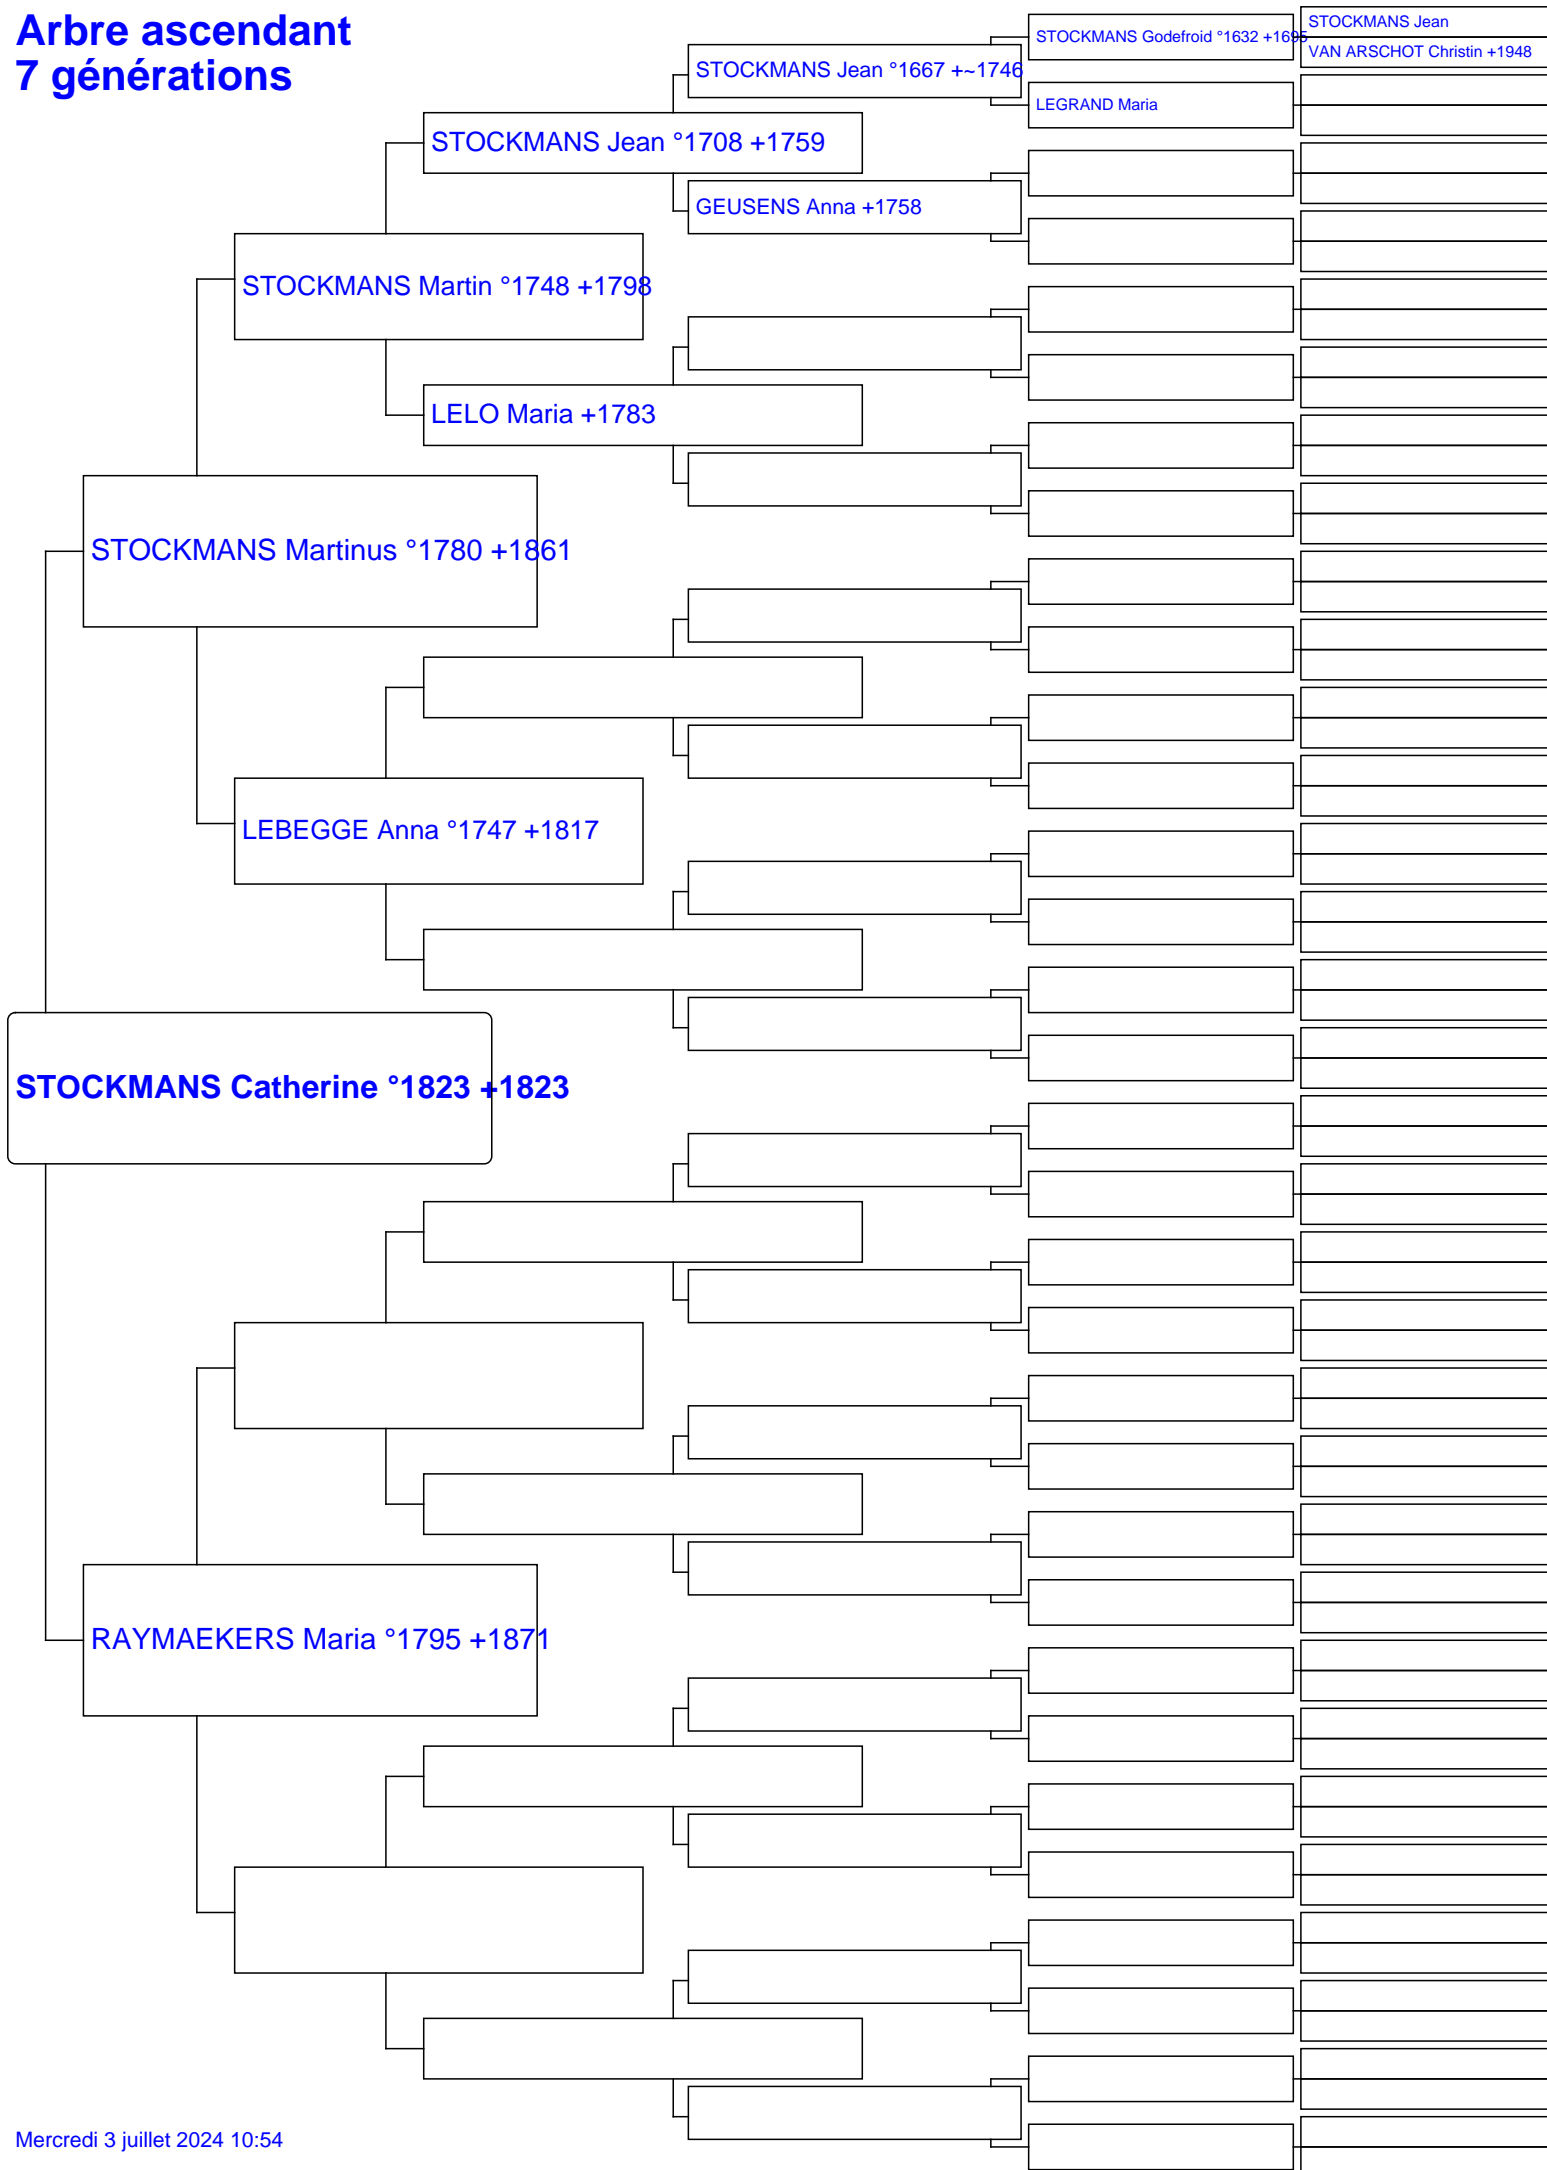 Arbre ascendant
7 générations
STOCKMANS Jean
STOCKMANS Godefroid °1632 +1695
VAN ARSCHOT Christin +1948
STOCKMANS Jean °1667 +~1746
LEGRAND Maria
STOCKMANS Jean °1708 +1759
GEUSENS Anna +1758
STOCKMANS Martin °1748 +1798
LELO Maria +1783
STOCKMANS Martinus °1780 +1861
LEBEGGE Anna °1747 +1817
STOCKMANS Catherine °1823 +1823
RAYMAEKERS Maria °1795 +1871
Mercredi 3 juillet 2024 10:54